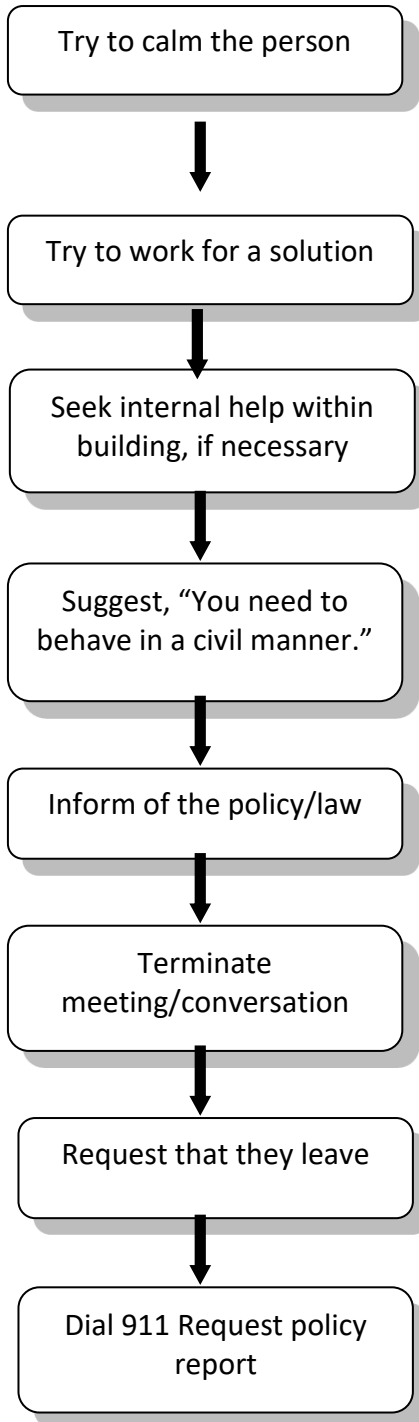 Try to calm the person
Try to work for a solution
Seek internal help within
building, if necessary
Suggest, “You need to
behave in a civil manner.”
Inform of the policy/law
Terminate
meeting/conversation
Request that they leave
Dial 911 Request policy
report